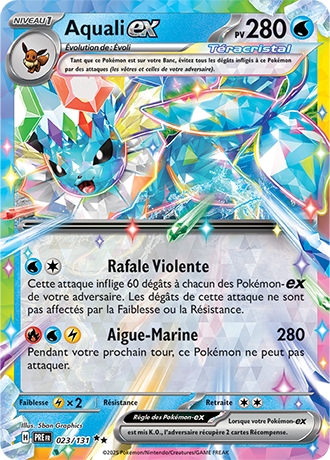 NIVEAU 1
Aqualiex
PV 280
Évolution de : Évoli
Téracristal
Tant que ce Pokémon est sur votre Banc, évitez tous les dégâts infligés à ce Pokémon
par des attaques (les vôtres et celles de votre adversaire).
Rafale Violente
Cette attaque inflige 60 dégâts à chacun des Pokémon-ex
de votre adversaire. Les dégâts de cette attaque ne sont
pas affectés par la Faiblesse ou la Résistance.
Aigue-Marine 280
Pendant votre prochain tour, ce Pokémon ne peut pas
attaquer.
Faiblesse ×2 Résistance Retraite
Illus. 5ban Graphics
Règle des Pokémon-ex Lorsque votre Pokémon-ex
est mis K.O., l'adversaire récupère 2 cartes Récompense.
H PRE FR 023/131
©2025 Pokémon/Nintendo/Creatures/GAME FREAK